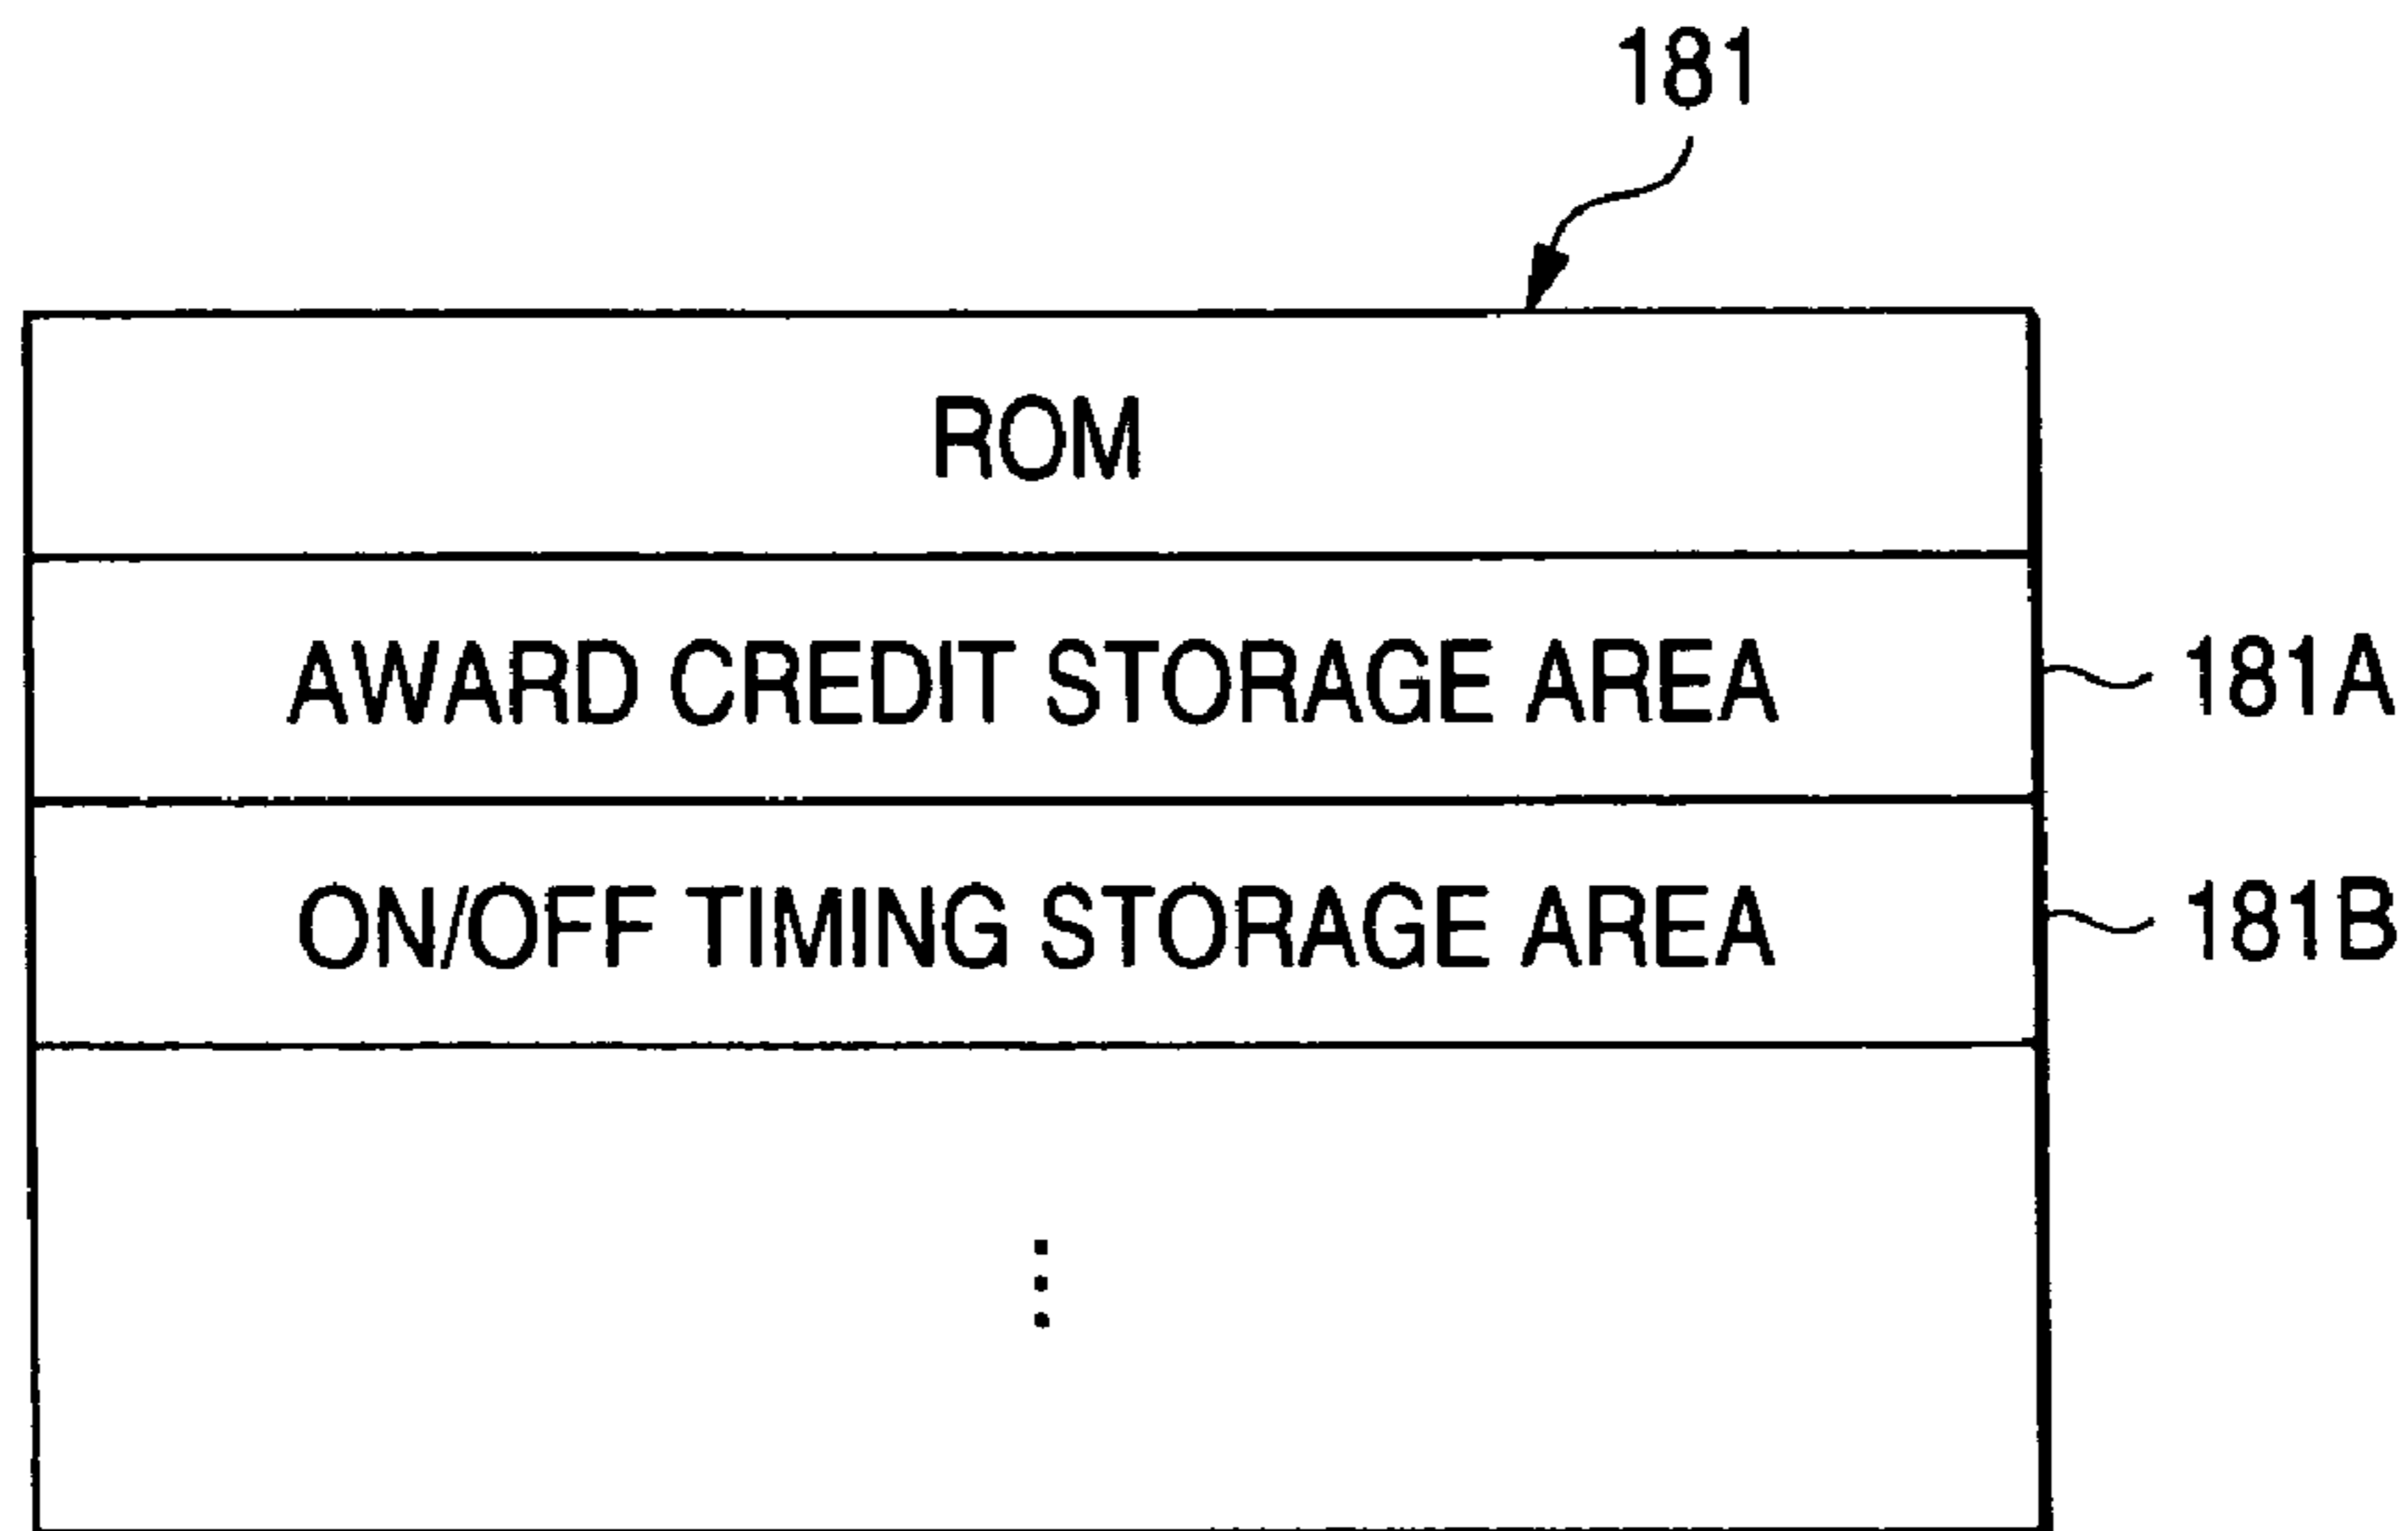 181
ROM
AWARD CREDIT STORAGE AREA 181A
ON/OFF TIMING STORAGE AREA 181B
⋮